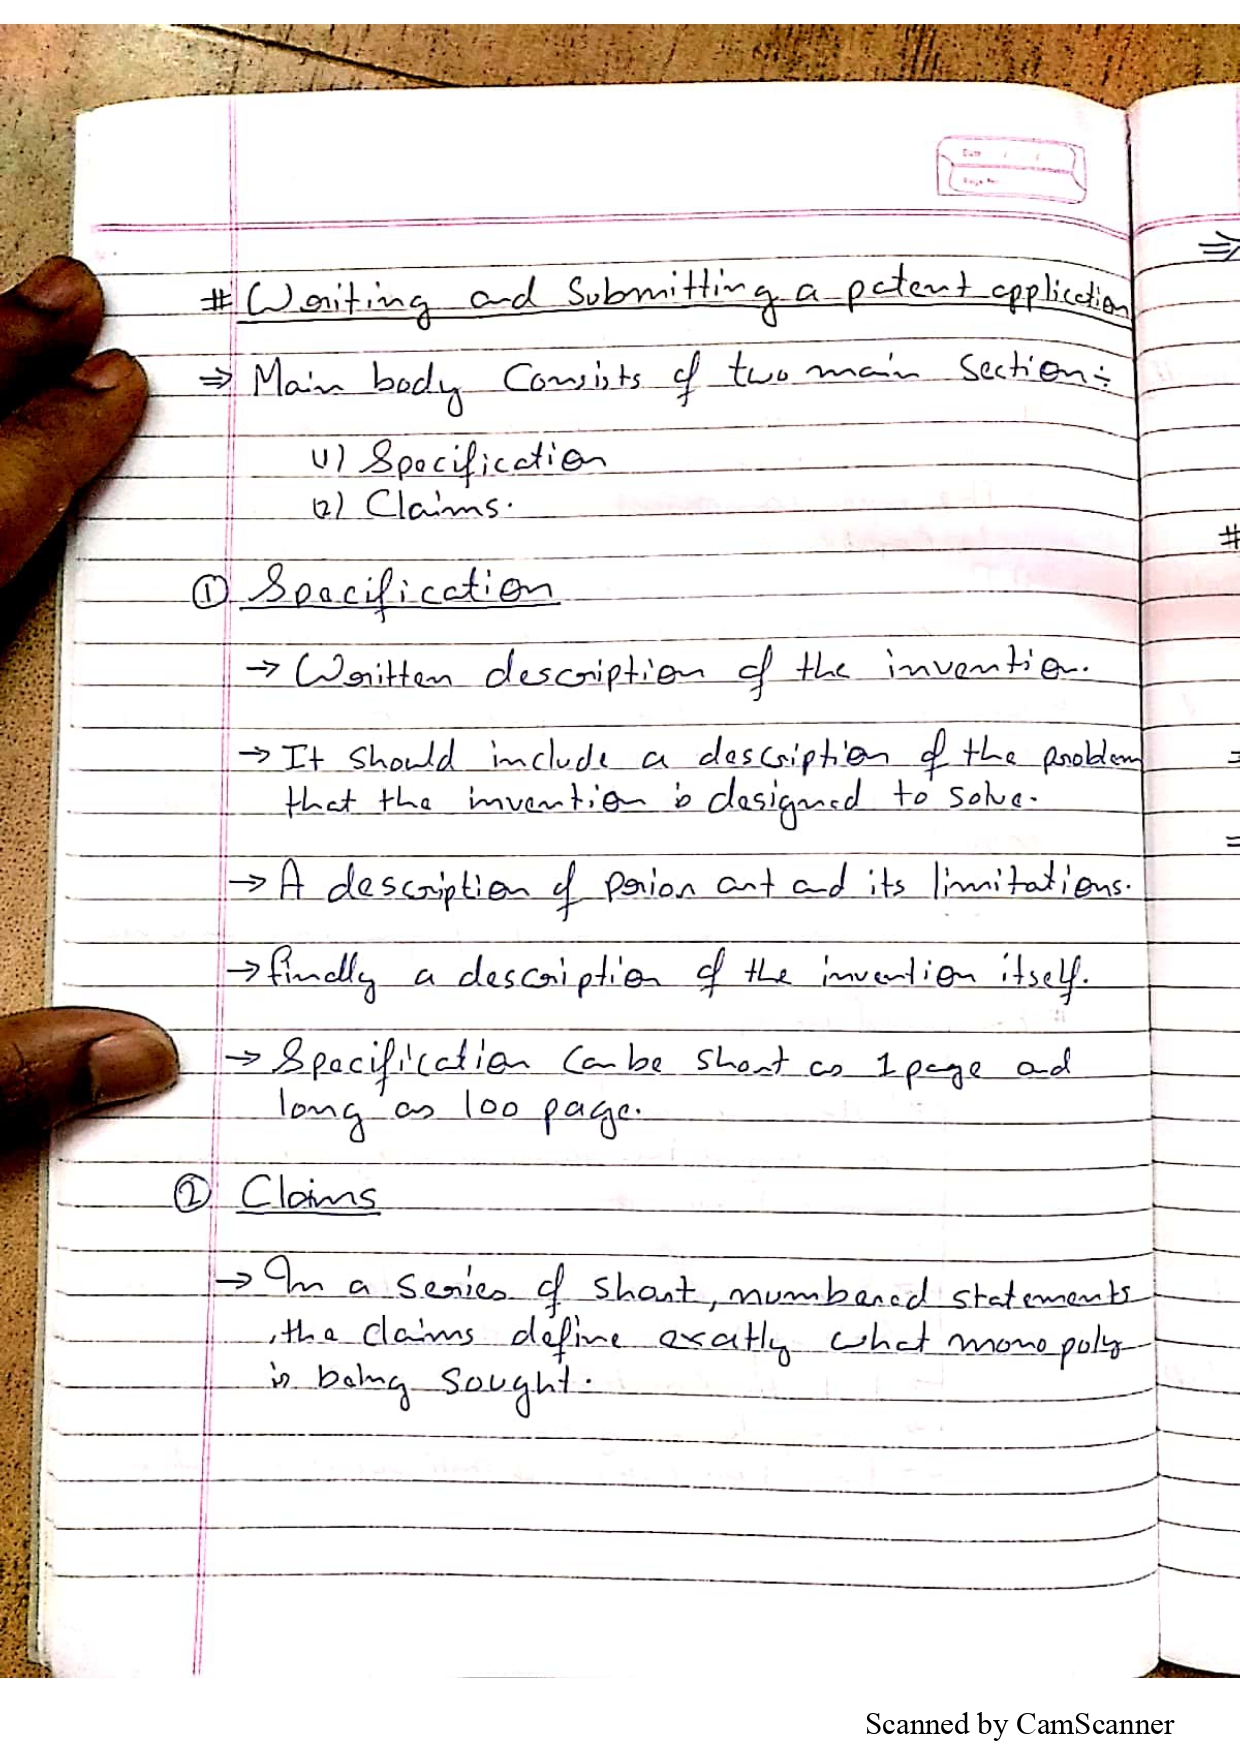 Date / /
Page No.
# Writing and Submitting a patent application
⇒ Main body Consists of two main Section:-
(1) Specification
(2) Claims.
① Specification
→ Written description of the invention.
→ It should include a description of the problem
that the invention is designed to solve.
→ A description of prior art and its limitations.
→ finally a description of the invention itself.
→ Specification can be short as 1 page and
long as 100 page.
② Claims
→ In a series of short, numbered statements
, the claims define exatly what monopoly
is being sought.
⇒
#
=
=
Scanned by CamScanner